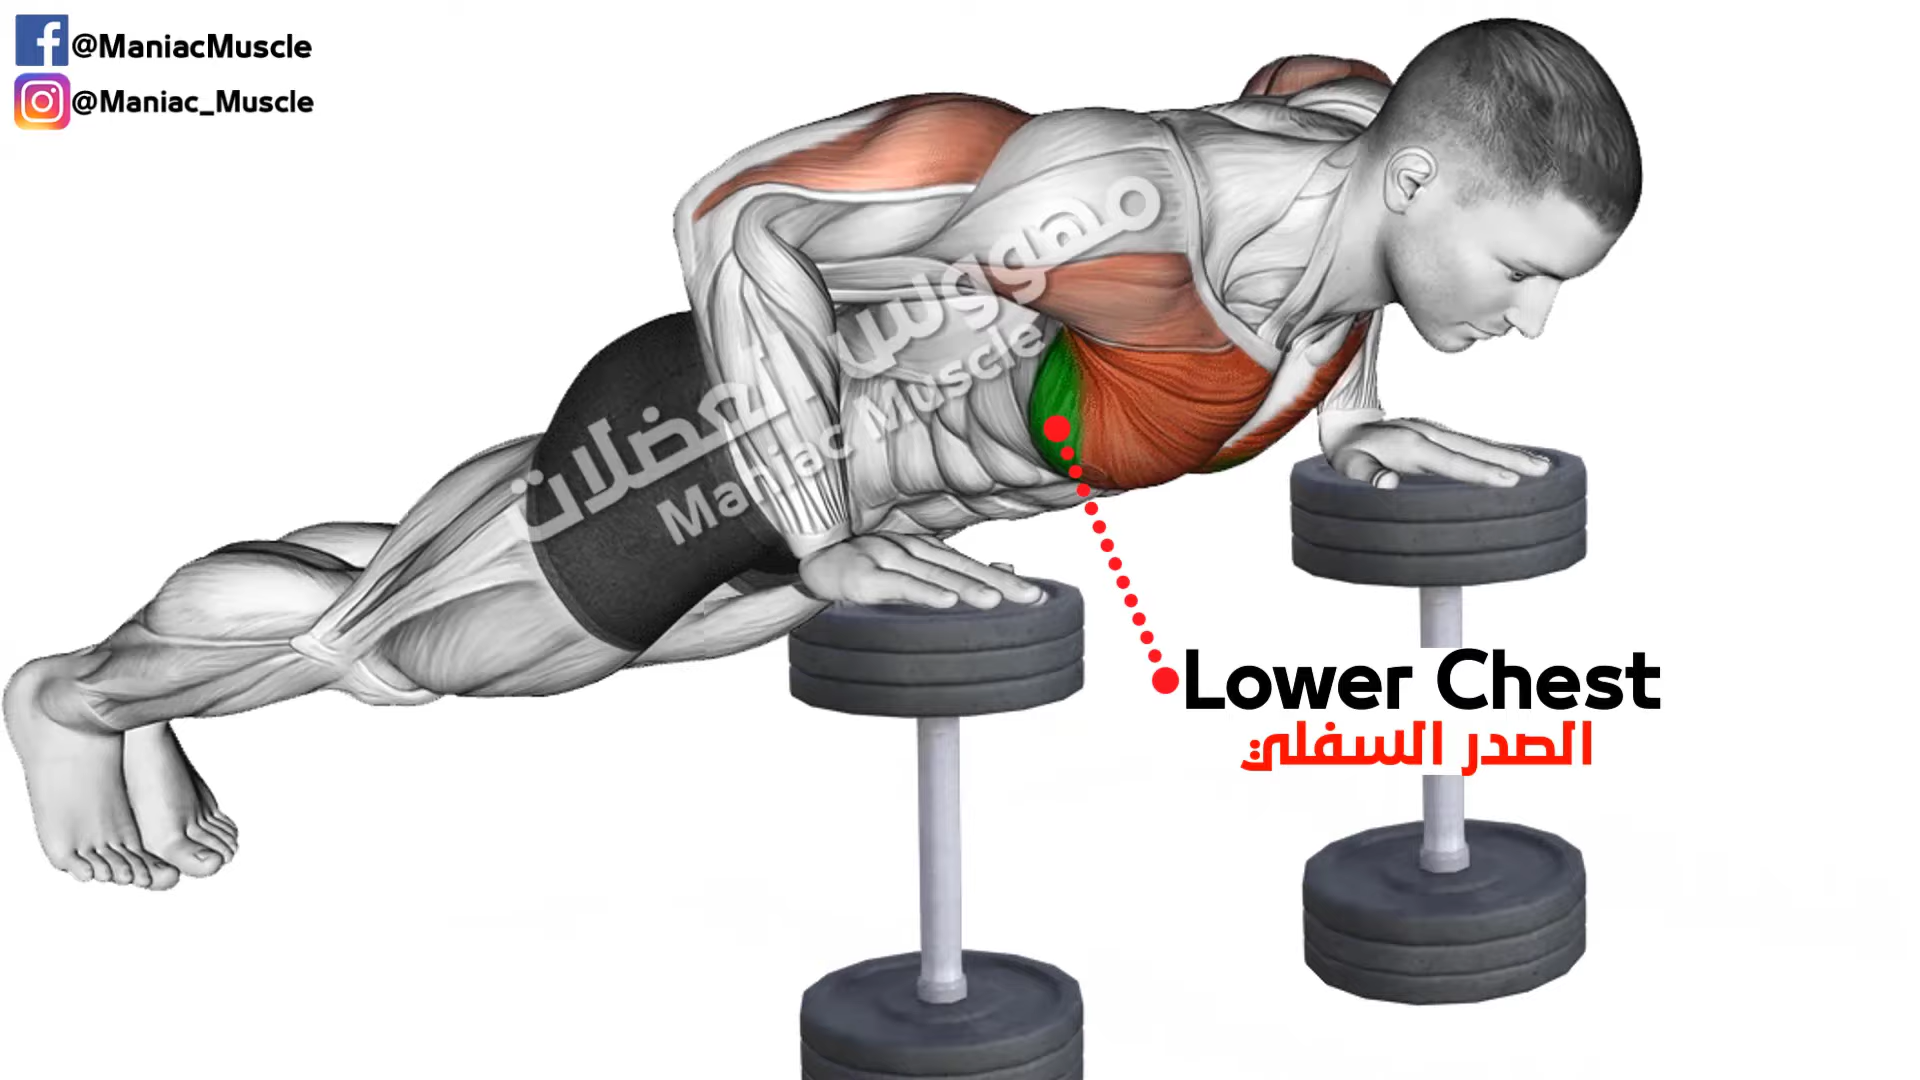 @ManiacMuscle
@Maniac_Muscle
مهووس العضلات
Maniac Muscle
Lower Chest
الصدر السفلي